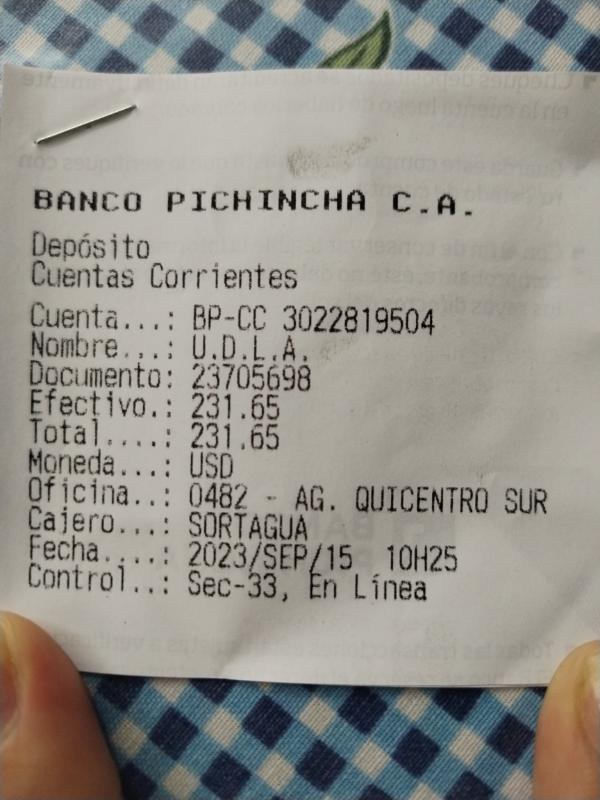 BANCO PICHINCHA C.A.
Depósito
Cuentas Corrientes
Cuenta...: BP-CC 3022819504
Nombre...: U.D.L.A.
Documento: 23705698
Efectivo.: 231.65
Total....: 231.65
Moneda...: USD
Oficina..: 0482 - AG. QUICENTRO SUR
Cajero...: SORTAGUA
Fecha....: 2023/SEP/15 10H25
Control..: Sec-33, En Línea